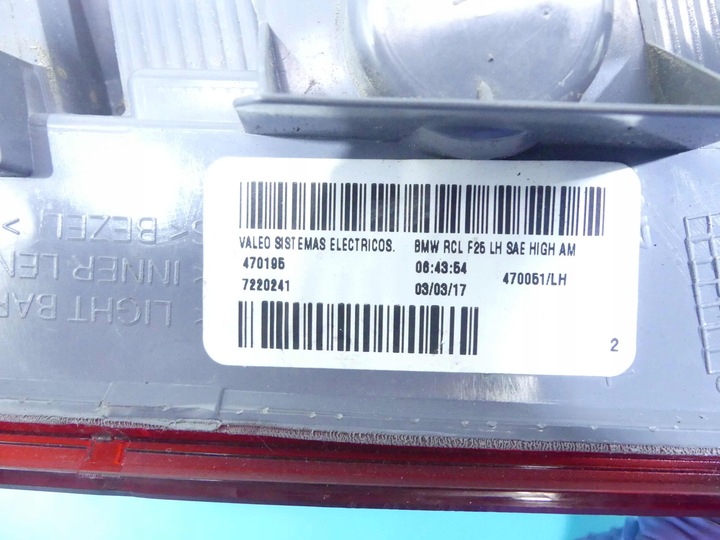 VALEO SISTEMAS ELECTRICOS. BMW RCL F25 LH SAE HIGH AM
470195 06:43:54 470051/LH
7220241 03/03/17
2
LIGHT BAR
INNER LEN
< BEZEL >